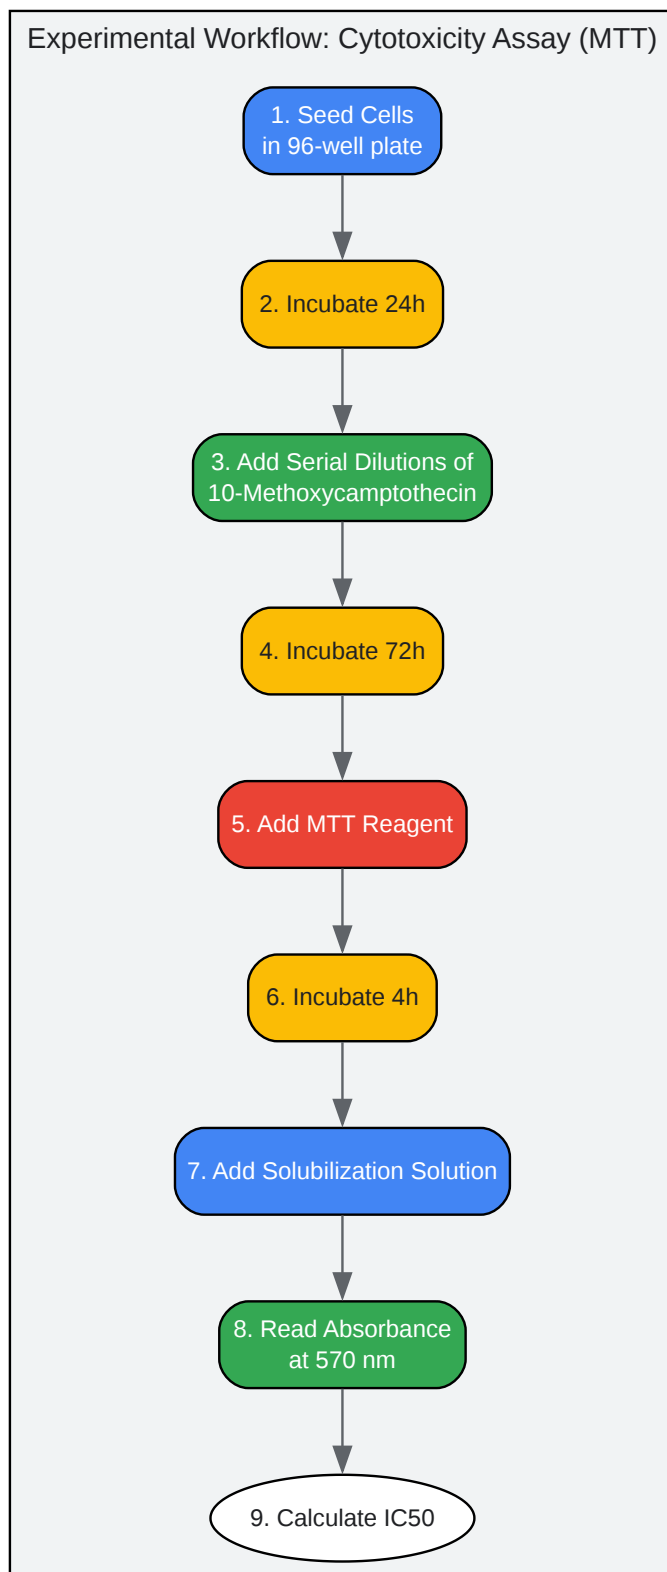 Experimental Workflow: Cytotoxicity Assay (MTT)
1. Seed Cells
in 96-well plate
2. Incubate 24h
3. Add Serial Dilutions of
10-Methoxycamptothecin
4. Incubate 72h
5. Add MTT Reagent
6. Incubate 4h
7. Add Solubilization Solution
8. Read Absorbance
at 570 nm
9. Calculate IC50